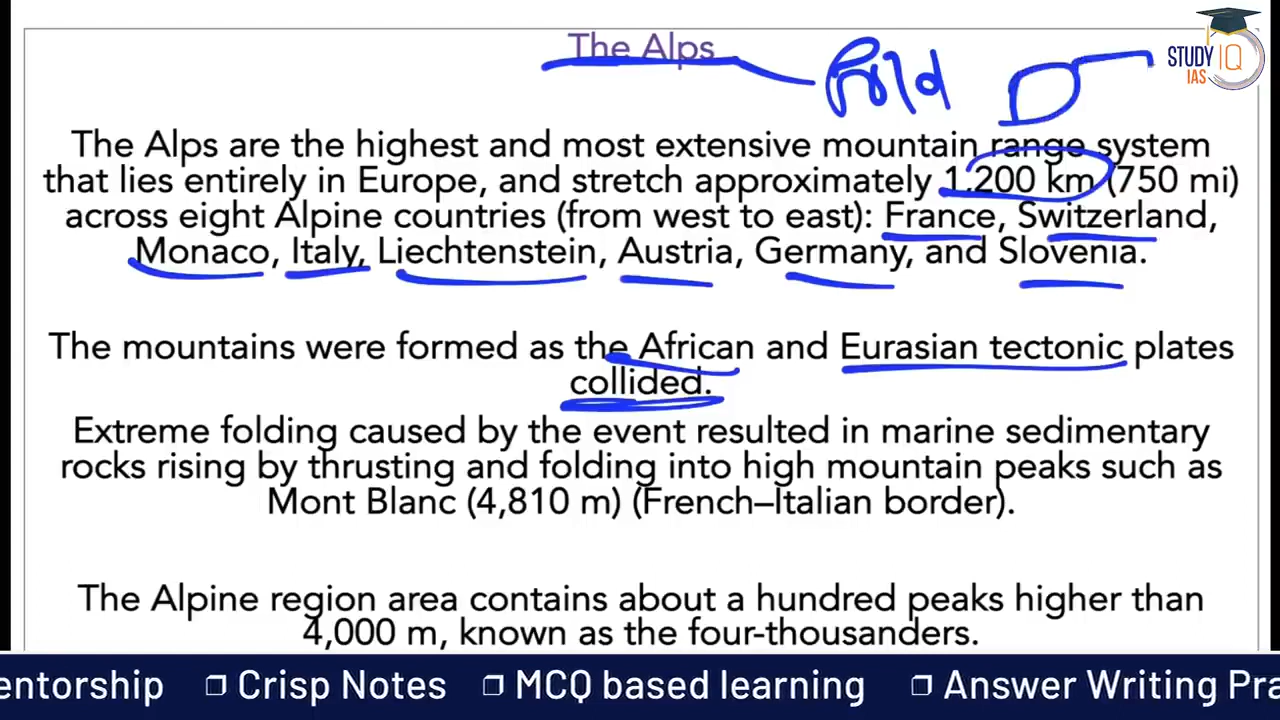 The Alps
fold
STUDY IQ
IAS
The Alps are the highest and most extensive mountain range system
that lies entirely in Europe, and stretch approximately 1,200 km (750 mi)
across eight Alpine countries (from west to east): France, Switzerland,
Monaco, Italy, Liechtenstein, Austria, Germany, and Slovenia.
The mountains were formed as the African and Eurasian tectonic plates
collided.
Extreme folding caused by the event resulted in marine sedimentary
rocks rising by thrusting and folding into high mountain peaks such as
Mont Blanc (4,810 m) (French–Italian border).
The Alpine region area contains about a hundred peaks higher than
4,000 m, known as the four-thousanders.
entorship ❐ Crisp Notes ❐ MCQ based learning ❐ Answer Writing Pra